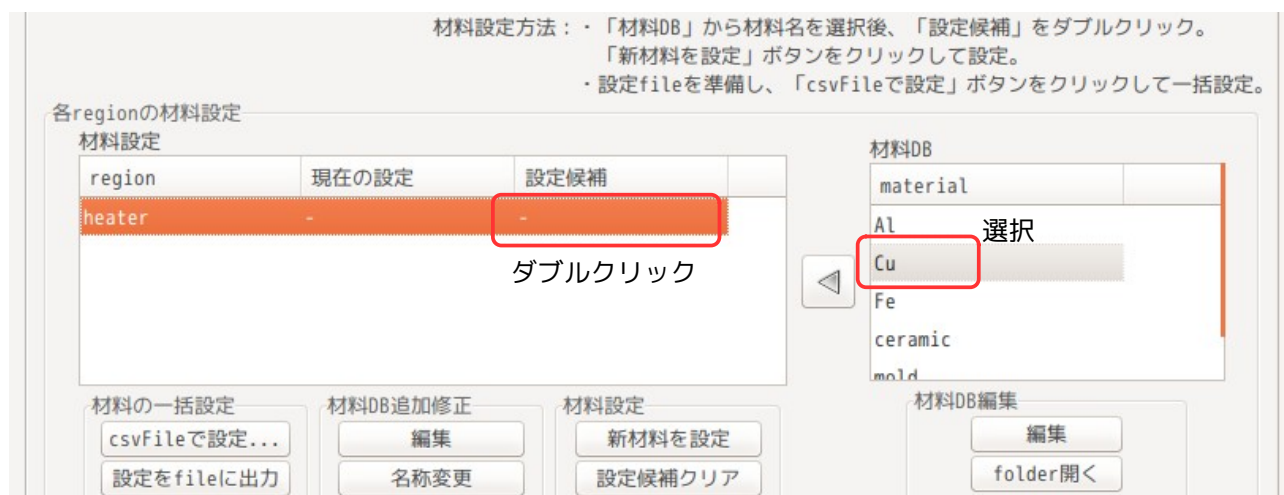 材料設定方法：・「材料DB」から材料名を選択後、「設定候補」をダブルクリック。
「新材料を設定」ボタンをクリックして設定。
・設定fileを準備し、「csvFileで設定」ボタンをクリックして一括設定。
各regionの材料設定
材料設定
region 現在の設定 設定候補
heater - -
ダブルクリック
材料DB
material
Al
選択
Cu
Fe
ceramic
mold
材料の一括設定
csvFileで設定...
設定をfileに出力
材料DB追加修正
編集
名称変更
材料設定
新材料を設定
設定候補クリア
材料DB編集
編集
folder開く